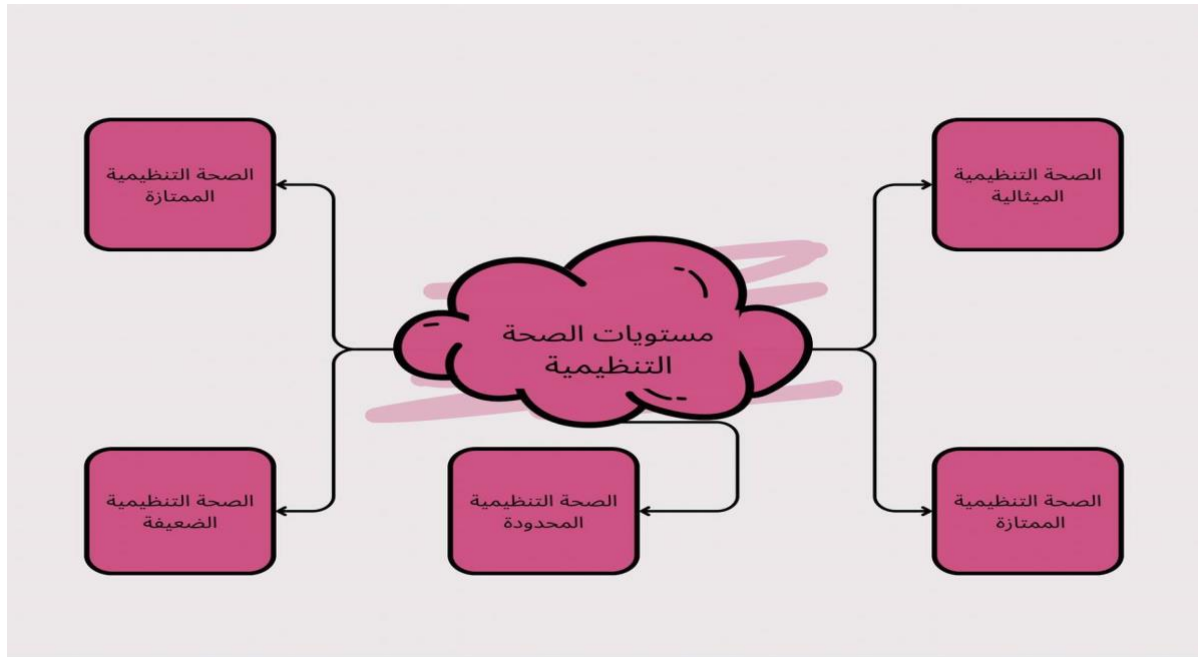 الصحة التنظيمية
الميثالية
الصحة التنظيمية
الممتازة
مستويات الصحة
التنظيمية
الصحة التنظيمية
الممتازة
الصحة التنظيمية
المحدودة
الصحة التنظيمية
الضعيفة